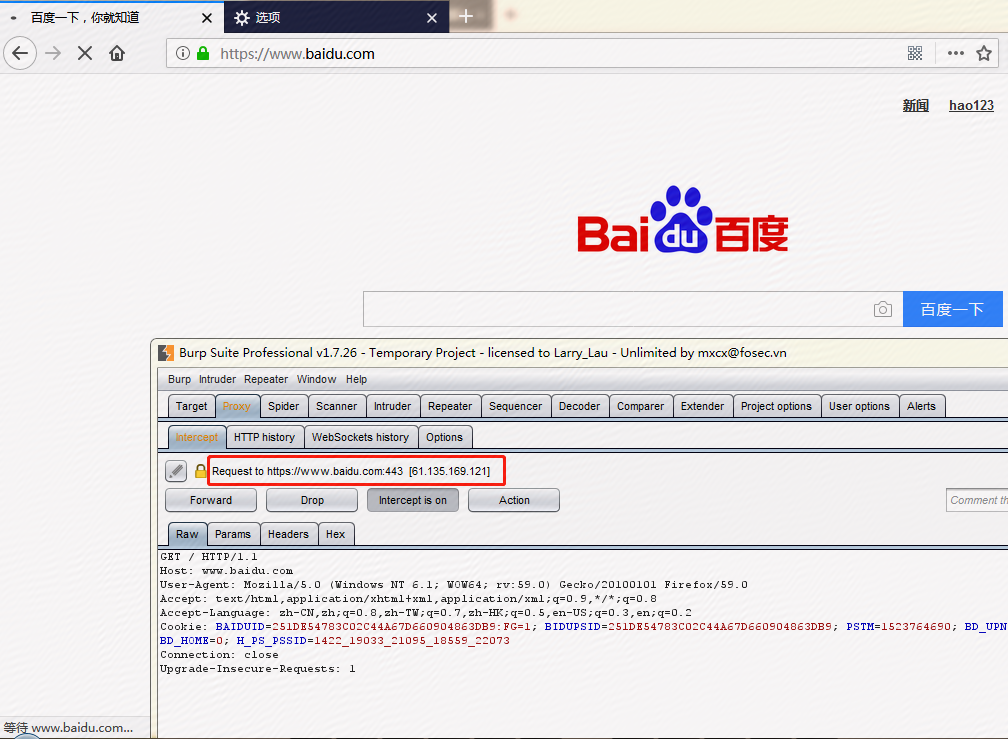 百度一下，你就知道
选项
https://www.baidu.com
新闻 hao123
Bai du 百度
百度一下
Burp Suite Professional v1.7.26 - Temporary Project - licensed to Larry_Lau - Unlimited by mxcx@fosec.vn
Burp Intruder Repeater Window Help
Target Proxy Spider Scanner Intruder Repeater Sequencer Decoder Comparer Extender Project options User options Alerts
Intercept HTTP history WebSockets history Options
Request to https://www.baidu.com:443 [61.135.169.121]
Forward Drop Intercept is on Action Comment th
Raw Params Headers Hex
GET / HTTP/1.1
Host: www.baidu.com
User-Agent: Mozilla/5.0 (Windows NT 6.1; WOW64; rv:59.0) Gecko/20100101 Firefox/59.0
Accept: text/html,application/xhtml+xml,application/xml;q=0.9,*/*;q=0.8
Accept-Language: zh-CN,zh;q=0.8,zh-TW;q=0.7,zh-HK;q=0.5,en-US;q=0.3,en;q=0.2
Cookie: BAIDUID=251DE54783C02C44A67D660904863DB9:FG=1; BIDUPSID=251DE54783C02C44A67D660904863DB9; PSTM=1523764690; BD_UPN
BD_HOME=0; H_PS_PSSID=1422_19033_21095_18559_22073
Connection: close
Upgrade-Insecure-Requests: 1
等待 www.baidu.com...